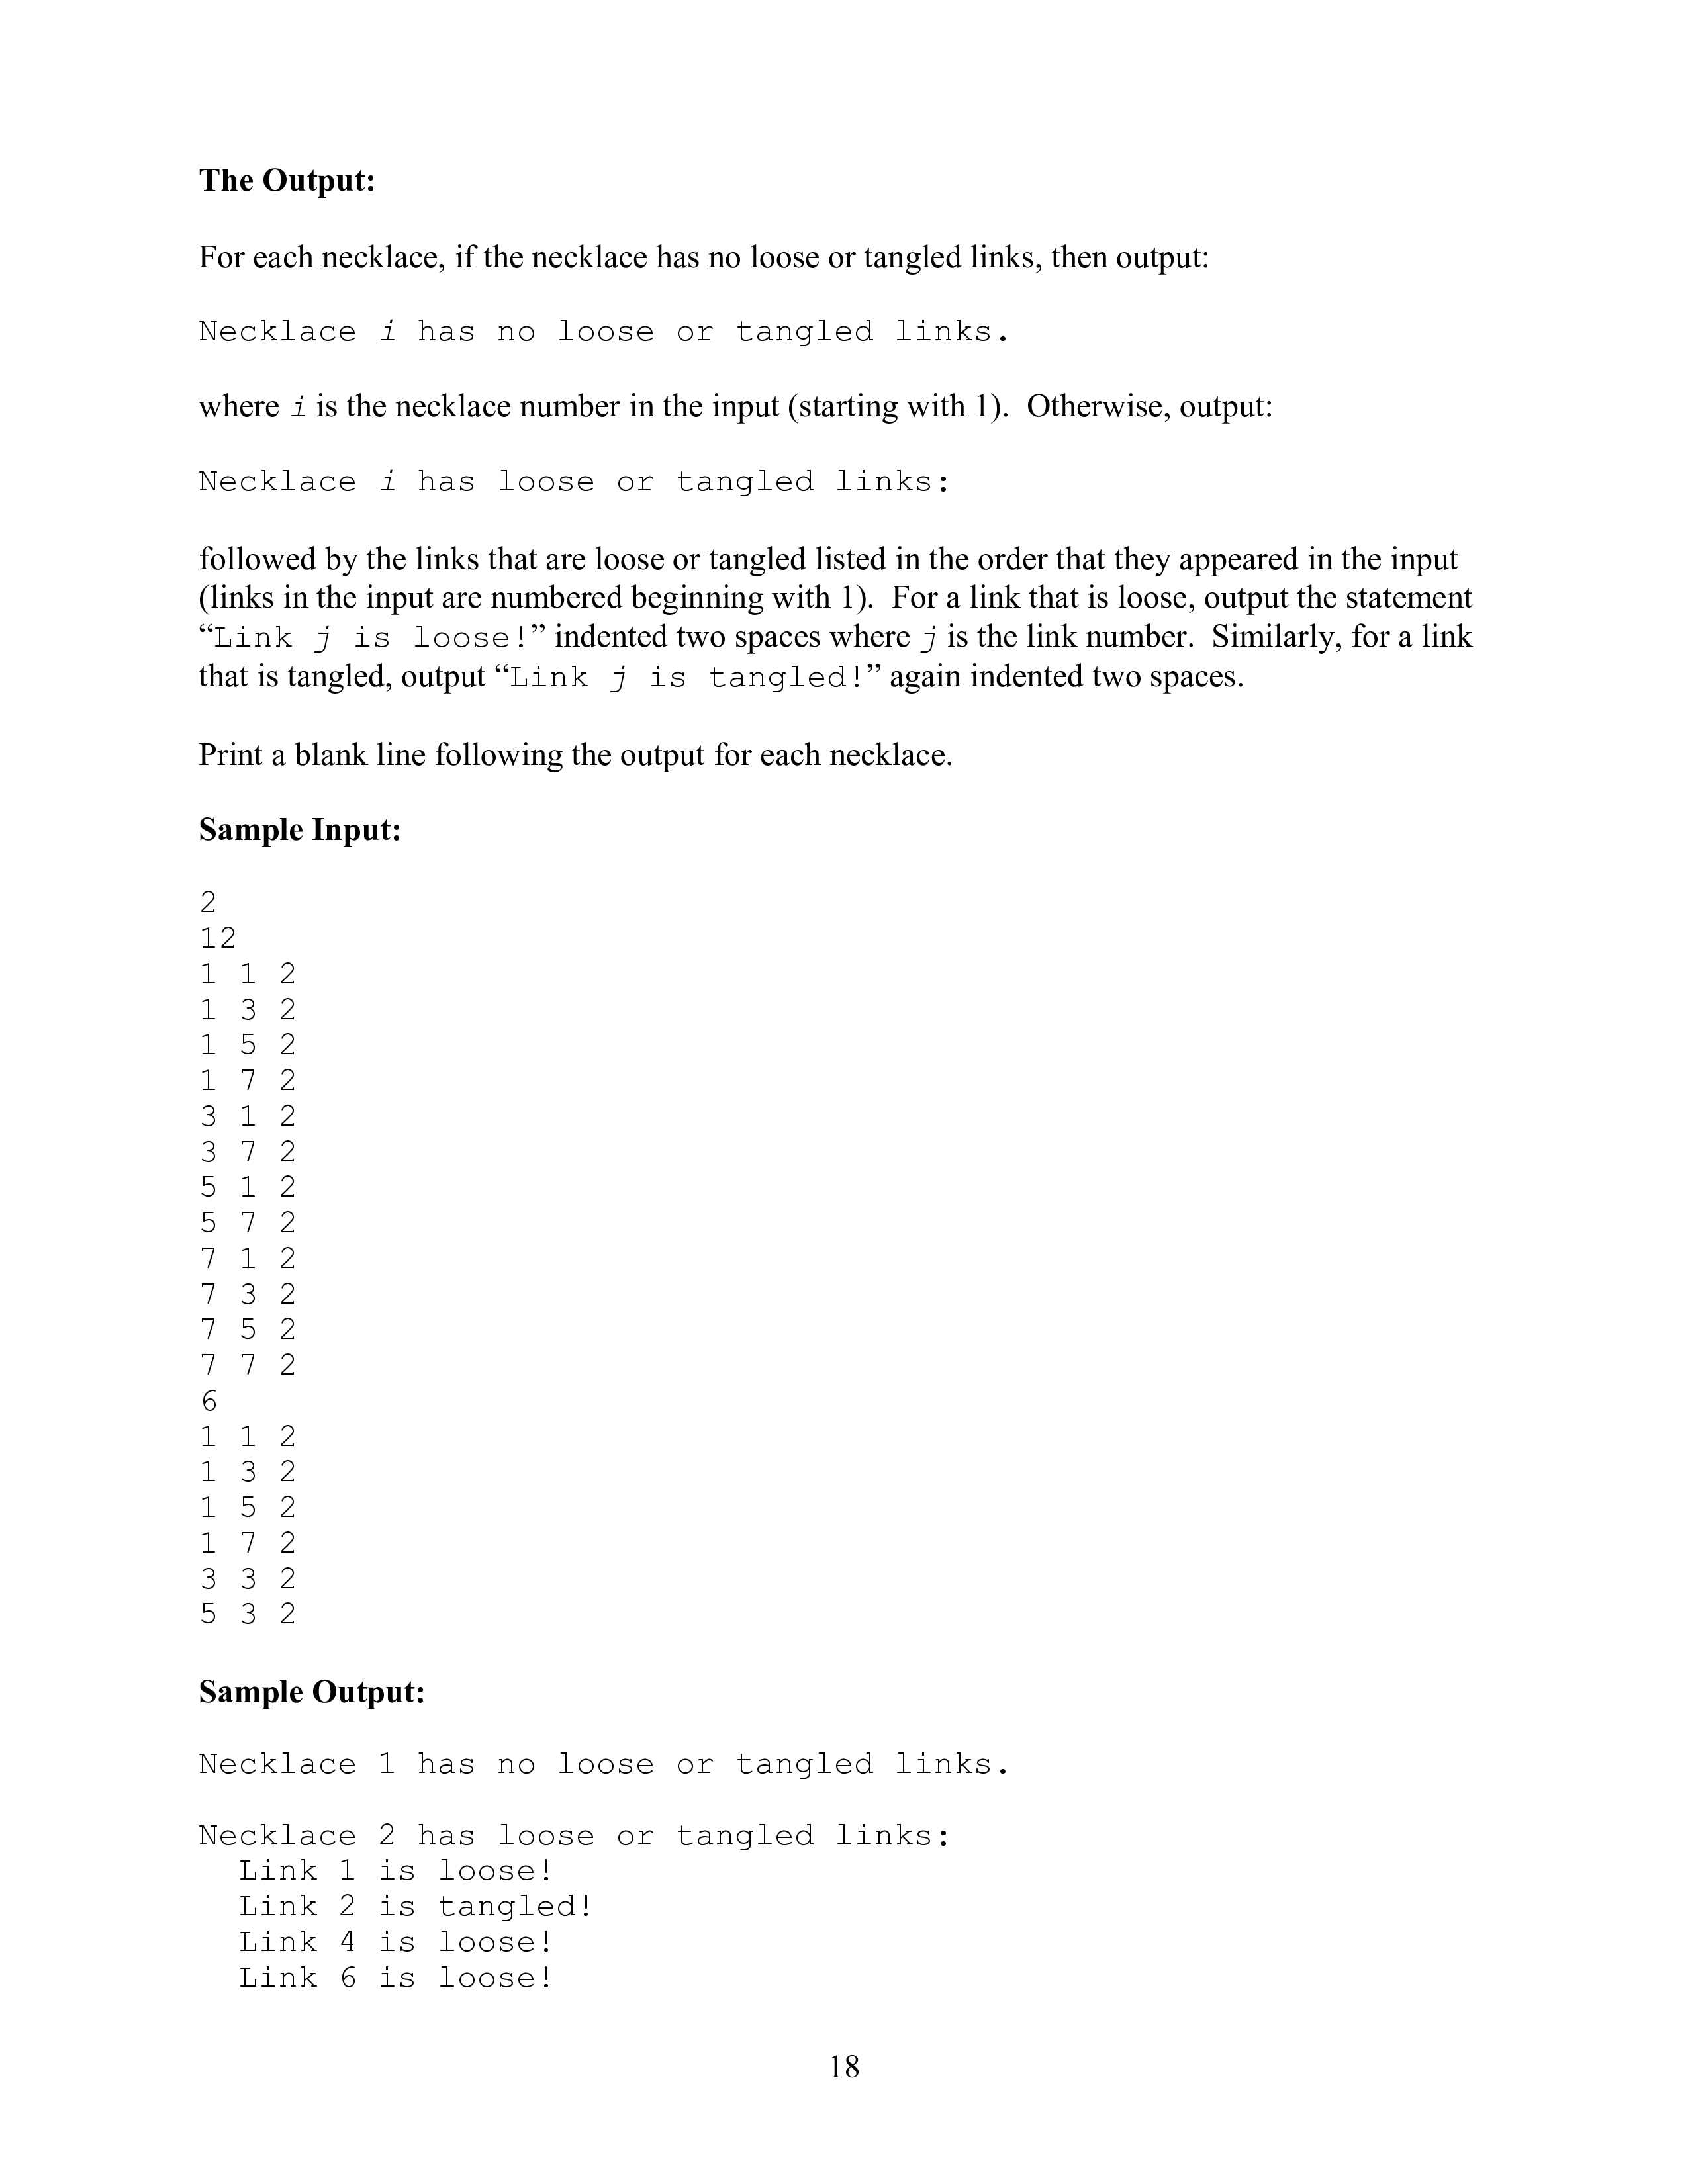 The Output:
For each necklace, if the necklace has no loose or tangled links, then output:
Necklace i has no loose or tangled links.
where i is the necklace number in the input (starting with 1).  Otherwise, output:
Necklace i has loose or tangled links:
followed by the links that are loose or tangled listed in the order that they appeared in the input
(links in the input are numbered beginning with 1).  For a link that is loose, output the statement
“Link j is loose!” indented two spaces where j is the link number.  Similarly, for a link
that is tangled, output “Link j is tangled!” again indented two spaces.
Print a blank line following the output for each necklace.
Sample Input:
2
12
1 1 2
1 3 2
1 5 2
1 7 2
3 1 2
3 7 2
5 1 2
5 7 2
7 1 2
7 3 2
7 5 2
7 7 2
6
1 1 2
1 3 2
1 5 2
1 7 2
3 3 2
5 3 2
Sample Output:
Necklace 1 has no loose or tangled links.
Necklace 2 has loose or tangled links:
  Link 1 is loose!
  Link 2 is tangled!
  Link 4 is loose!
  Link 6 is loose!
18